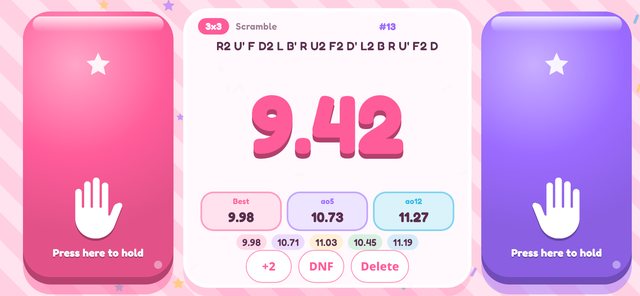 3x3 Scramble #13
R2 U' F D2 L B' R U2 F2 D' L2 B R U' F2 D
9.42
Best ao5 ao12
9.98 10.73 11.27
9.98 10.71 11.03 10.45 11.19
+2 DNF Delete
Press here to hold
Press here to hold